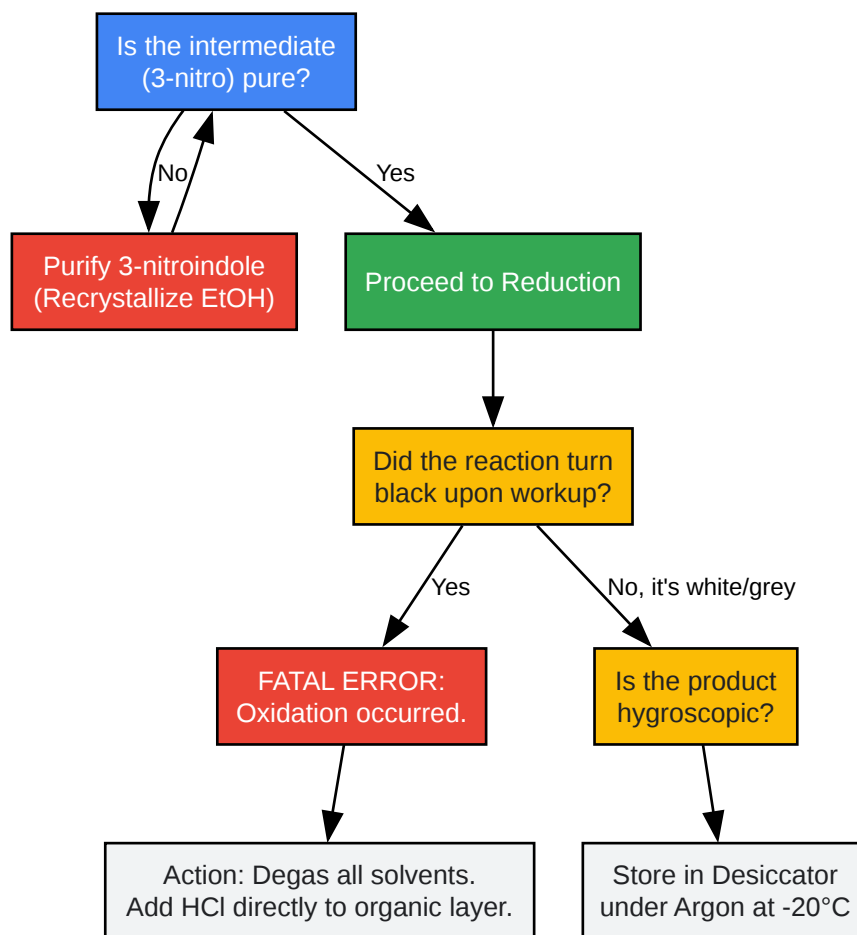 Is the intermediate
(3-nitro) pure?
No
Yes
Purify 3-nitroindole
(Recrystallize EtOH)
Proceed to Reduction
Did the reaction turn
black upon workup?
Yes
No, it's white/grey
FATAL ERROR:
Oxidation occurred.
Is the product
hygroscopic?
Action: Degas all solvents.
Add HCl directly to organic layer.
Store in Desiccator
under Argon at -20°C